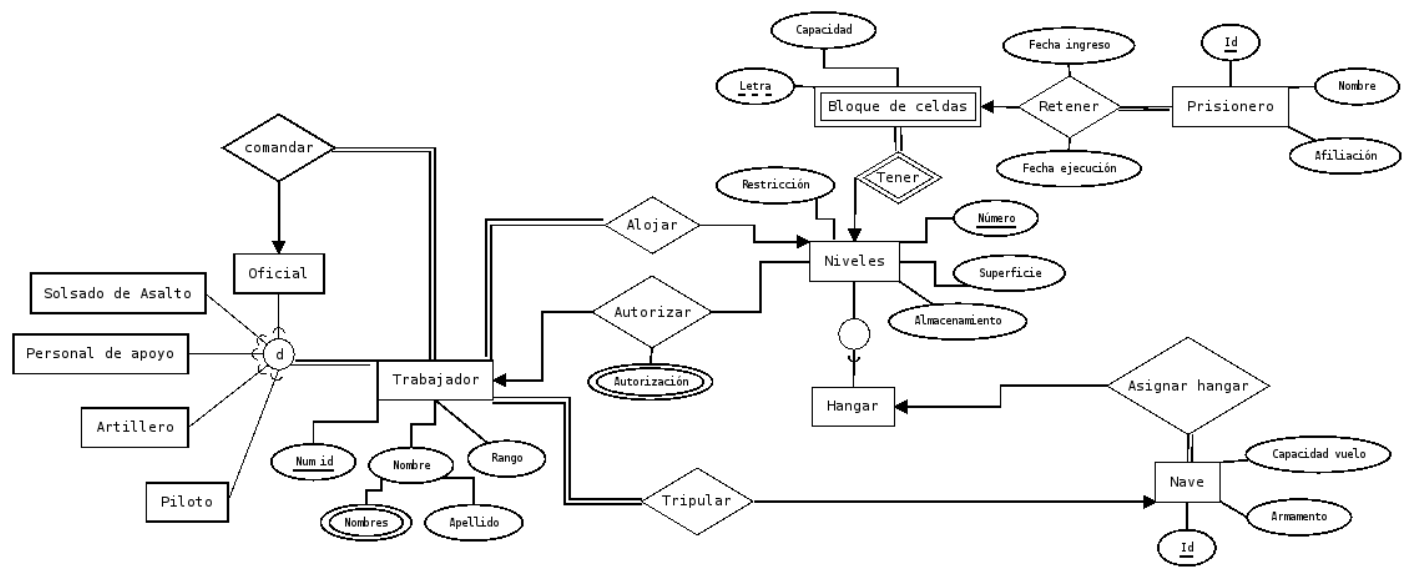 Capacidad
Fecha ingreso
Id
Letra
Bloque de celdas
Retener
Prisionero
Nombre
comandar
Fecha ejecución
Afiliación
Tener
Restricción
Alojar
Número
Niveles
Oficial
Superficie
Solsado de Asalto
Autorizar
Almacenamiento
Personal de apoyo
d
Trabajador
Autorización
Asignar hangar
Hangar
Artillero
Num id
Nombre
Rango
Capacidad vuelo
Nave
Piloto
Tripular
Nombres
Apellido
Armamento
Id